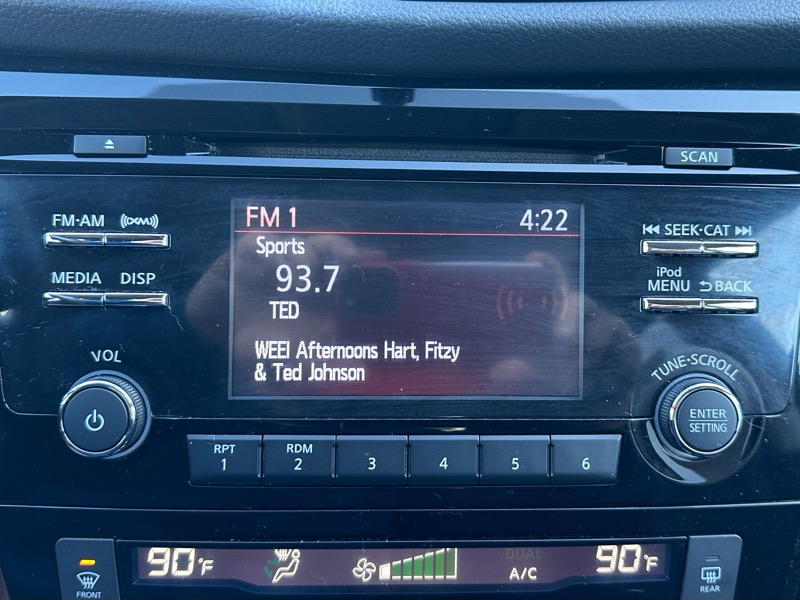 SCAN
FM·AM
((XM))
FM 1
4:22
SEEK·CAT
Sports
93.7
TED
WEEI Afternoons Hart, Fitzy
& Ted Johnson
MEDIA
DISP
iPod
MENU
BACK
VOL
TUNE·SCROLL
ENTER
SETTING
RPT
1
RDM
2
3
4
5
6
90°F
DUAL
A/C
90°F
FRONT
REAR